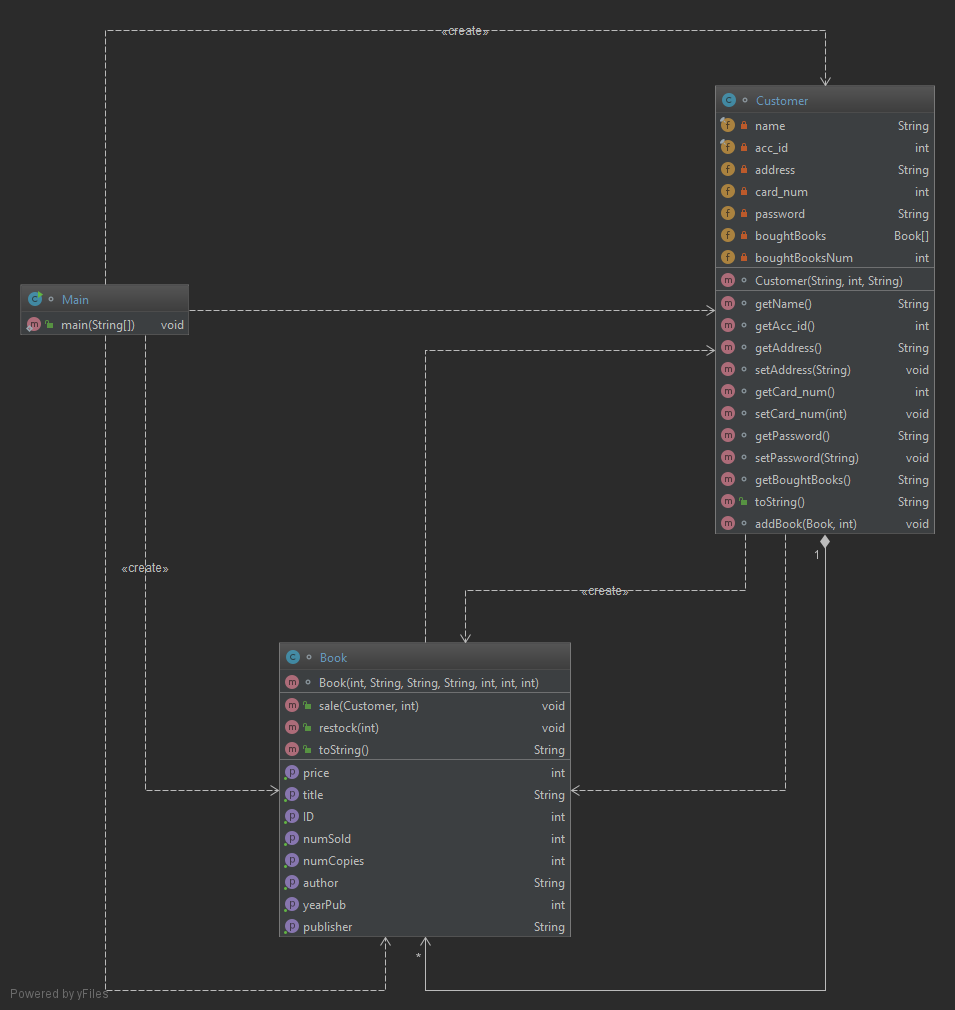 «create»
Customer
name String
acc_id int
address String
card_num int
password String
boughtBooks Book[]
boughtBooksNum int
Customer(String, int, String)
getName() String
getAcc_id() int
getAddress() String
setAddress(String) void
getCard_num() int
setCard_num(int) void
getPassword() String
setPassword(String) void
getBoughtBooks() String
toString() String
addBook(Book, int) void
Main
main(String[]) void
1
«create»
«create»
Book
Book(int, String, String, String, int, int, int)
sale(Customer, int) void
restock(int) void
toString() String
price int
title String
ID int
numSold int
numCopies int
author String
yearPub int
publisher String
*
Powered by yFiles